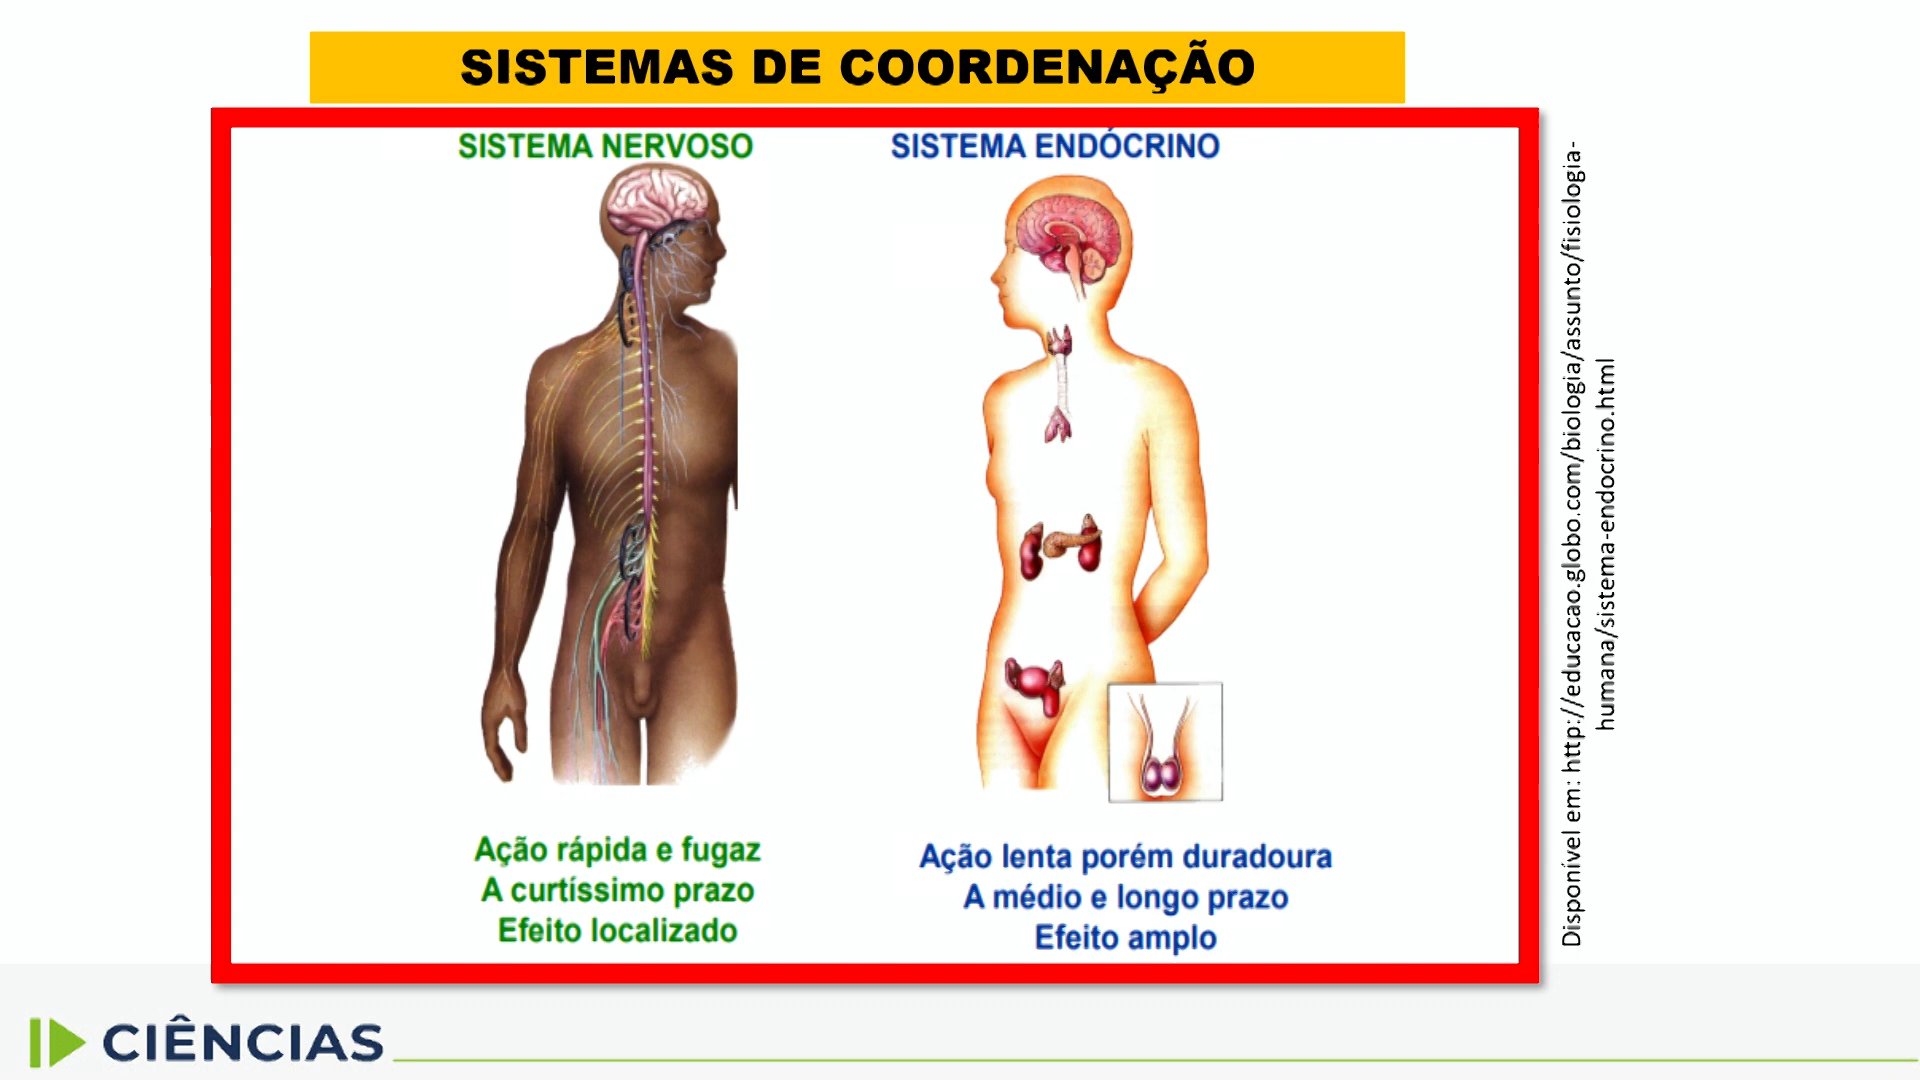 SISTEMAS DE COORDENAÇÃO
SISTEMA NERVOSO
SISTEMA ENDÓCRINO
Ação rápida e fugaz
A curtíssimo prazo
Efeito localizado
Ação lenta porém duradoura
A médio e longo prazo
Efeito amplo
Disponível em: http://educacao.globo.com/biologia/assunto/fisiologia-
humana/sistema-endocrino.html
CIÊNCIAS